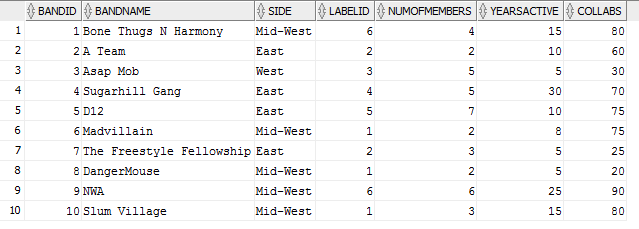 BANDID BANDNAME SIDE LABELID NUMOFMEMBERS YEARSACTIVE COLLABS
1 1 Bone Thugs N Harmony Mid-West 6 4 15 80
2 2 A Team East 2 2 10 60
3 3 Asap Mob West 3 5 5 30
4 4 Sugarhill Gang East 4 5 30 70
5 5 D12 East 5 7 10 75
6 6 Madvillain Mid-West 1 2 8 75
7 7 The Freestyle Fellowship East 2 3 5 25
8 8 DangerMouse Mid-West 1 2 5 20
9 9 NWA Mid-West 6 6 25 90
10 10 Slum Village Mid-West 1 3 15 80